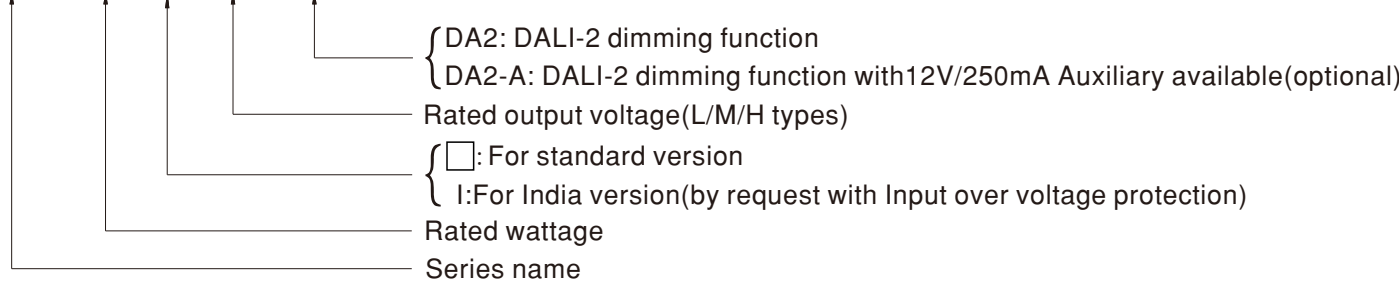 DA2: DALI-2 dimming function
DA2-A: DALI-2 dimming function with12V/250mA Auxiliary available(optional)
Rated output voltage(L/M/H types)
□: For standard version
I:For India version(by request with Input over voltage protection)
Rated wattage
Series name